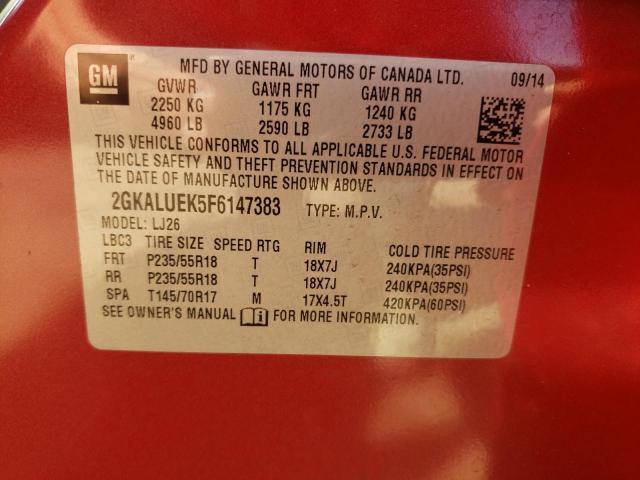 GM
MFD BY GENERAL MOTORS OF CANADA LTD. 09/14
GVWR GAWR FRT GAWR RR
2250 KG 1175 KG 1240 KG
4960 LB 2590 LB 2733 LB
THIS VEHICLE CONFORMS TO ALL APPLICABLE U.S. FEDERAL MOTOR
VEHICLE SAFETY AND THEFT PREVENTION STANDARDS IN EFFECT ON
THE DATE OF MANUFACTURE SHOWN ABOVE.
2GKALUEK5F6147383 TYPE: M.P.V.
MODEL: LJ26
LBC3 TIRE SIZE SPEED RTG RIM COLD TIRE PRESSURE
FRT P235/55R18 T 18X7J 240KPA(35PSI)
RR P235/55R18 T 18X7J 240KPA(35PSI)
SPA T145/70R17 M 17X4.5T 420KPA(60PSI)
SEE OWNER'S MANUAL i FOR MORE INFORMATION.